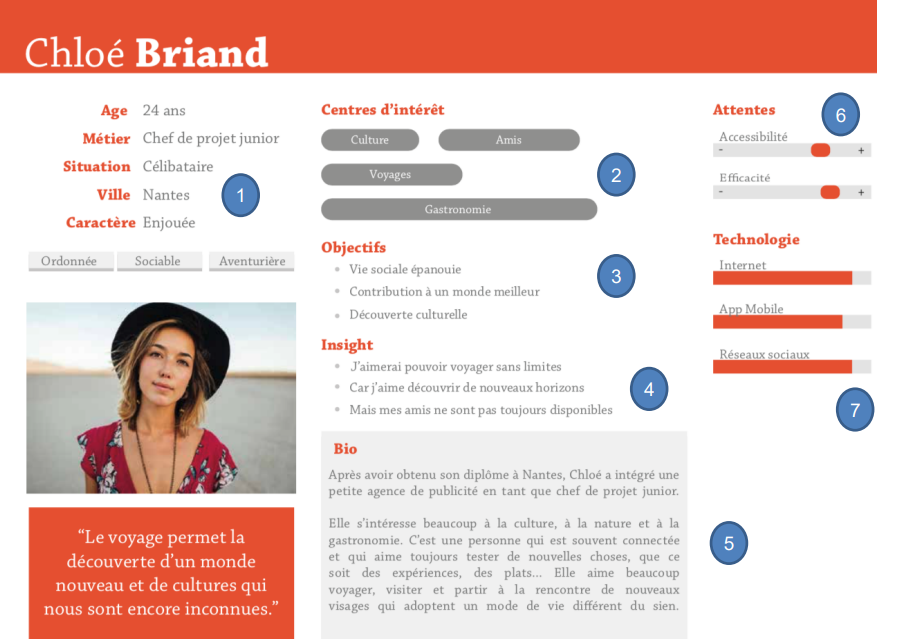 Chloé Briand
Age 24 ans
Métier Chef de projet junior
Situation Célibataire
Ville Nantes
1
Caractère Enjouée
Ordonnée Sociable Aventurière
“Le voyage permet la
découverte d’un monde
nouveau et de cultures qui
nous sont encore inconnues.”
Centres d’intérêt
Culture Amis
Voyages
2
Gastronomie
Objectifs
Vie sociale épanouie
3
Contribution à un monde meilleur
Découverte culturelle
Insight
J’aimerai pouvoir voyager sans limites
Car j’aime découvrir de nouveaux horizons
4
Mais mes amis ne sont pas toujours disponibles
Bio
Après avoir obtenu son diplôme à Nantes, Chloé a intégré une
petite agence de publicité en tant que chef de projet junior.
Elle s’intéresse beaucoup à la culture, à la nature et à la
gastronomie. C’est une personne qui est souvent connectée
et qui aime toujours tester de nouvelles choses, que ce
soit des expériences, des plats... Elle aime beaucoup
voyager, visiter et partir à la rencontre de nouveaux
visages qui adoptent un mode de vie différent du sien.
5
Attentes
6
Accessibilité
- +
Efficacité
- +
Technologie
Internet
App Mobile
Réseaux sociaux
7